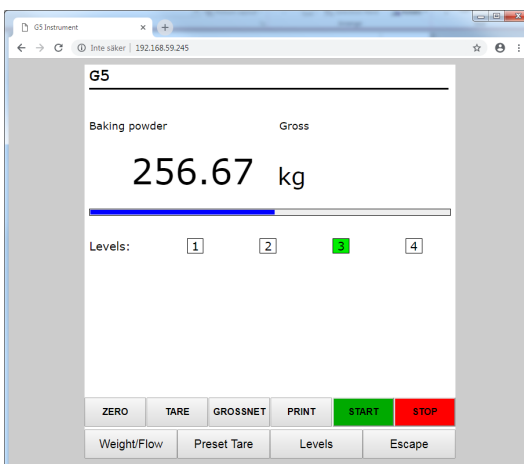 G5 Instrument
Inte säker | 192.168.59.245
G5
Baking powder Gross
256.67 kg
Levels: 1 2 3 4
ZERO TARE GROSSNET PRINT START STOP
Weight/Flow Preset Tare Levels Escape